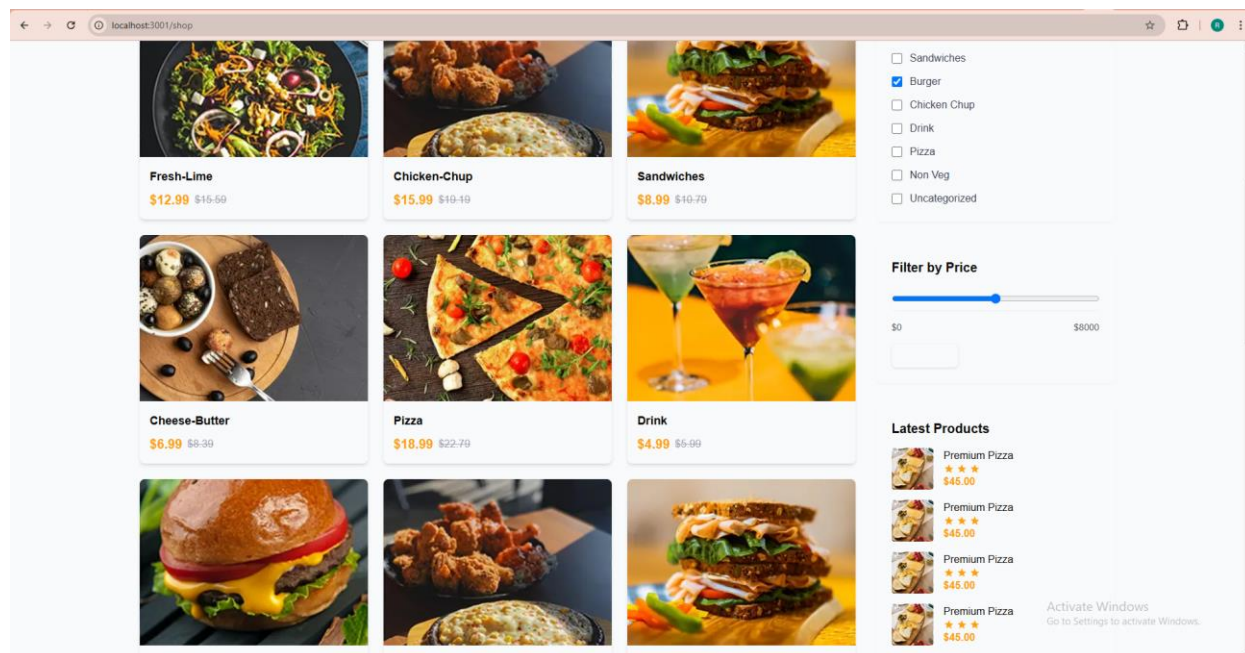 localhost:3001/shop
R
Fresh-Lime
$12.99 $15.59
Chicken-Chup
$15.99 $19.19
Sandwiches
$8.99 $10.79
Cheese-Butter
$6.99 $8.39
Pizza
$18.99 $22.79
Drink
$4.99 $5.99
Sandwiches
Burger
Chicken Chup
Drink
Pizza
Non Veg
Uncategorized
Filter by Price
$0 $8000
Latest Products
Premium Pizza
$45.00
Premium Pizza
$45.00
Premium Pizza
$45.00
Premium Pizza
$45.00
Activate Windows
Go to Settings to activate Windows.